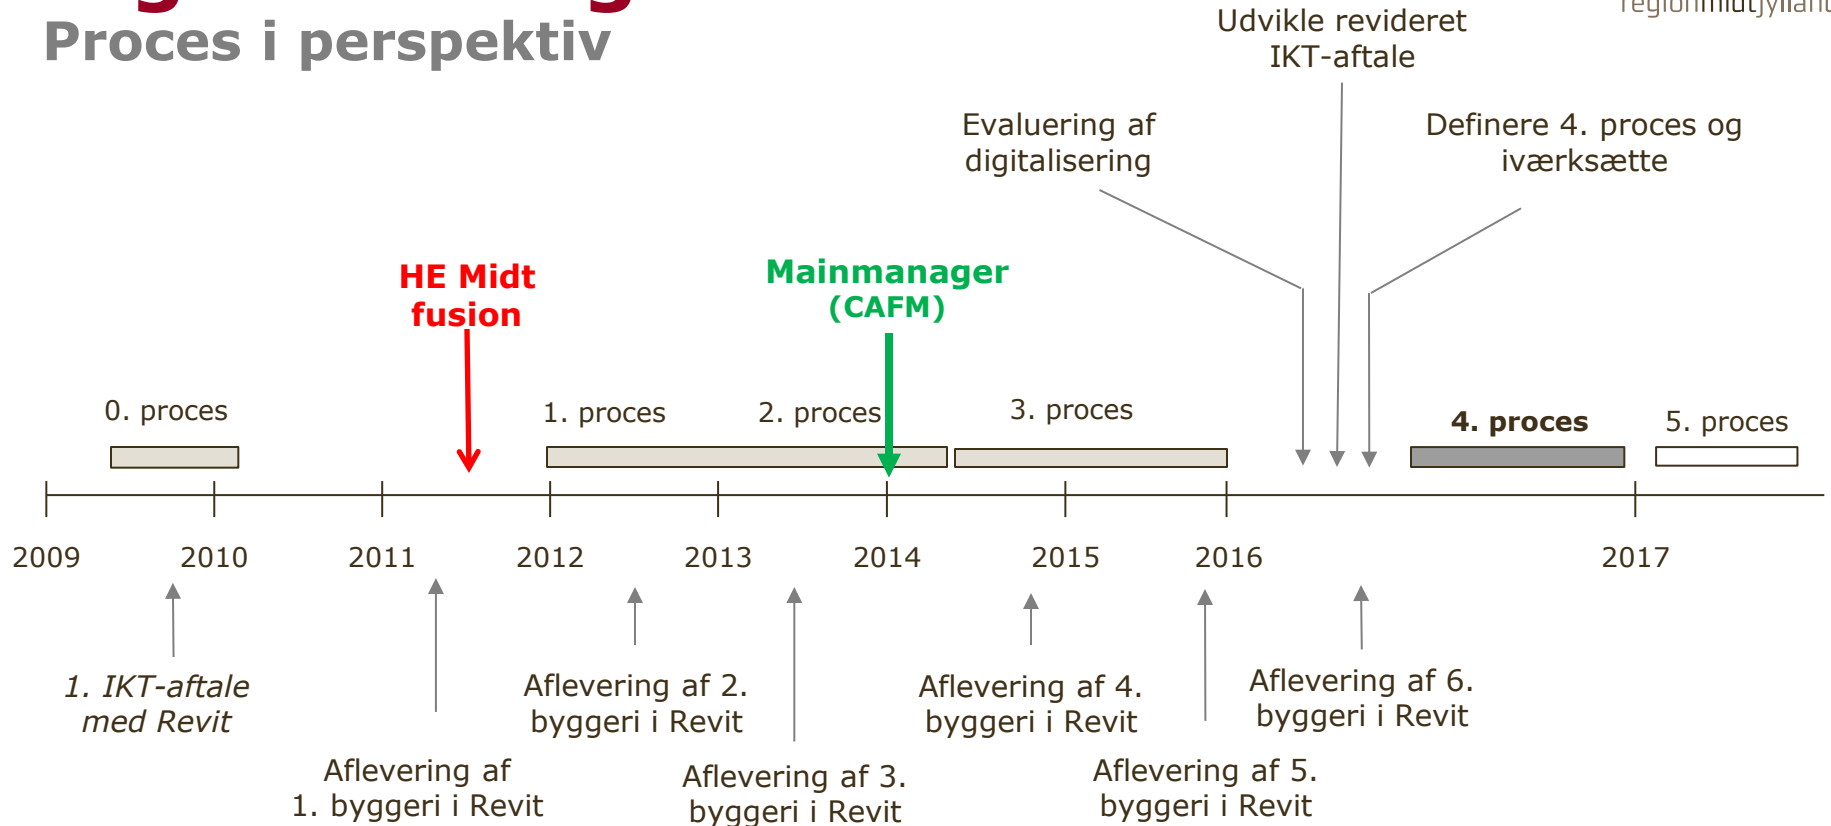 Proces i perspektiv
Udvikle revideret
IKT-aftale
Evaluering af
digitalisering
Definere 4. proces og
iværksætte
HE Midt
fusion
Mainmanager
(CAFM)
0. proces
1. proces
2. proces
3. proces
4. proces
5. proces
2009
2010
2011
2012
2013
2014
2015
2016
2017
1. IKT-aftale
med Revit
Aflevering af
1. byggeri i Revit
Aflevering af 2.
byggeri i Revit
Aflevering af 3.
byggeri i Revit
Aflevering af 4.
byggeri i Revit
Aflevering af 5.
byggeri i Revit
Aflevering af 6.
byggeri i Revit